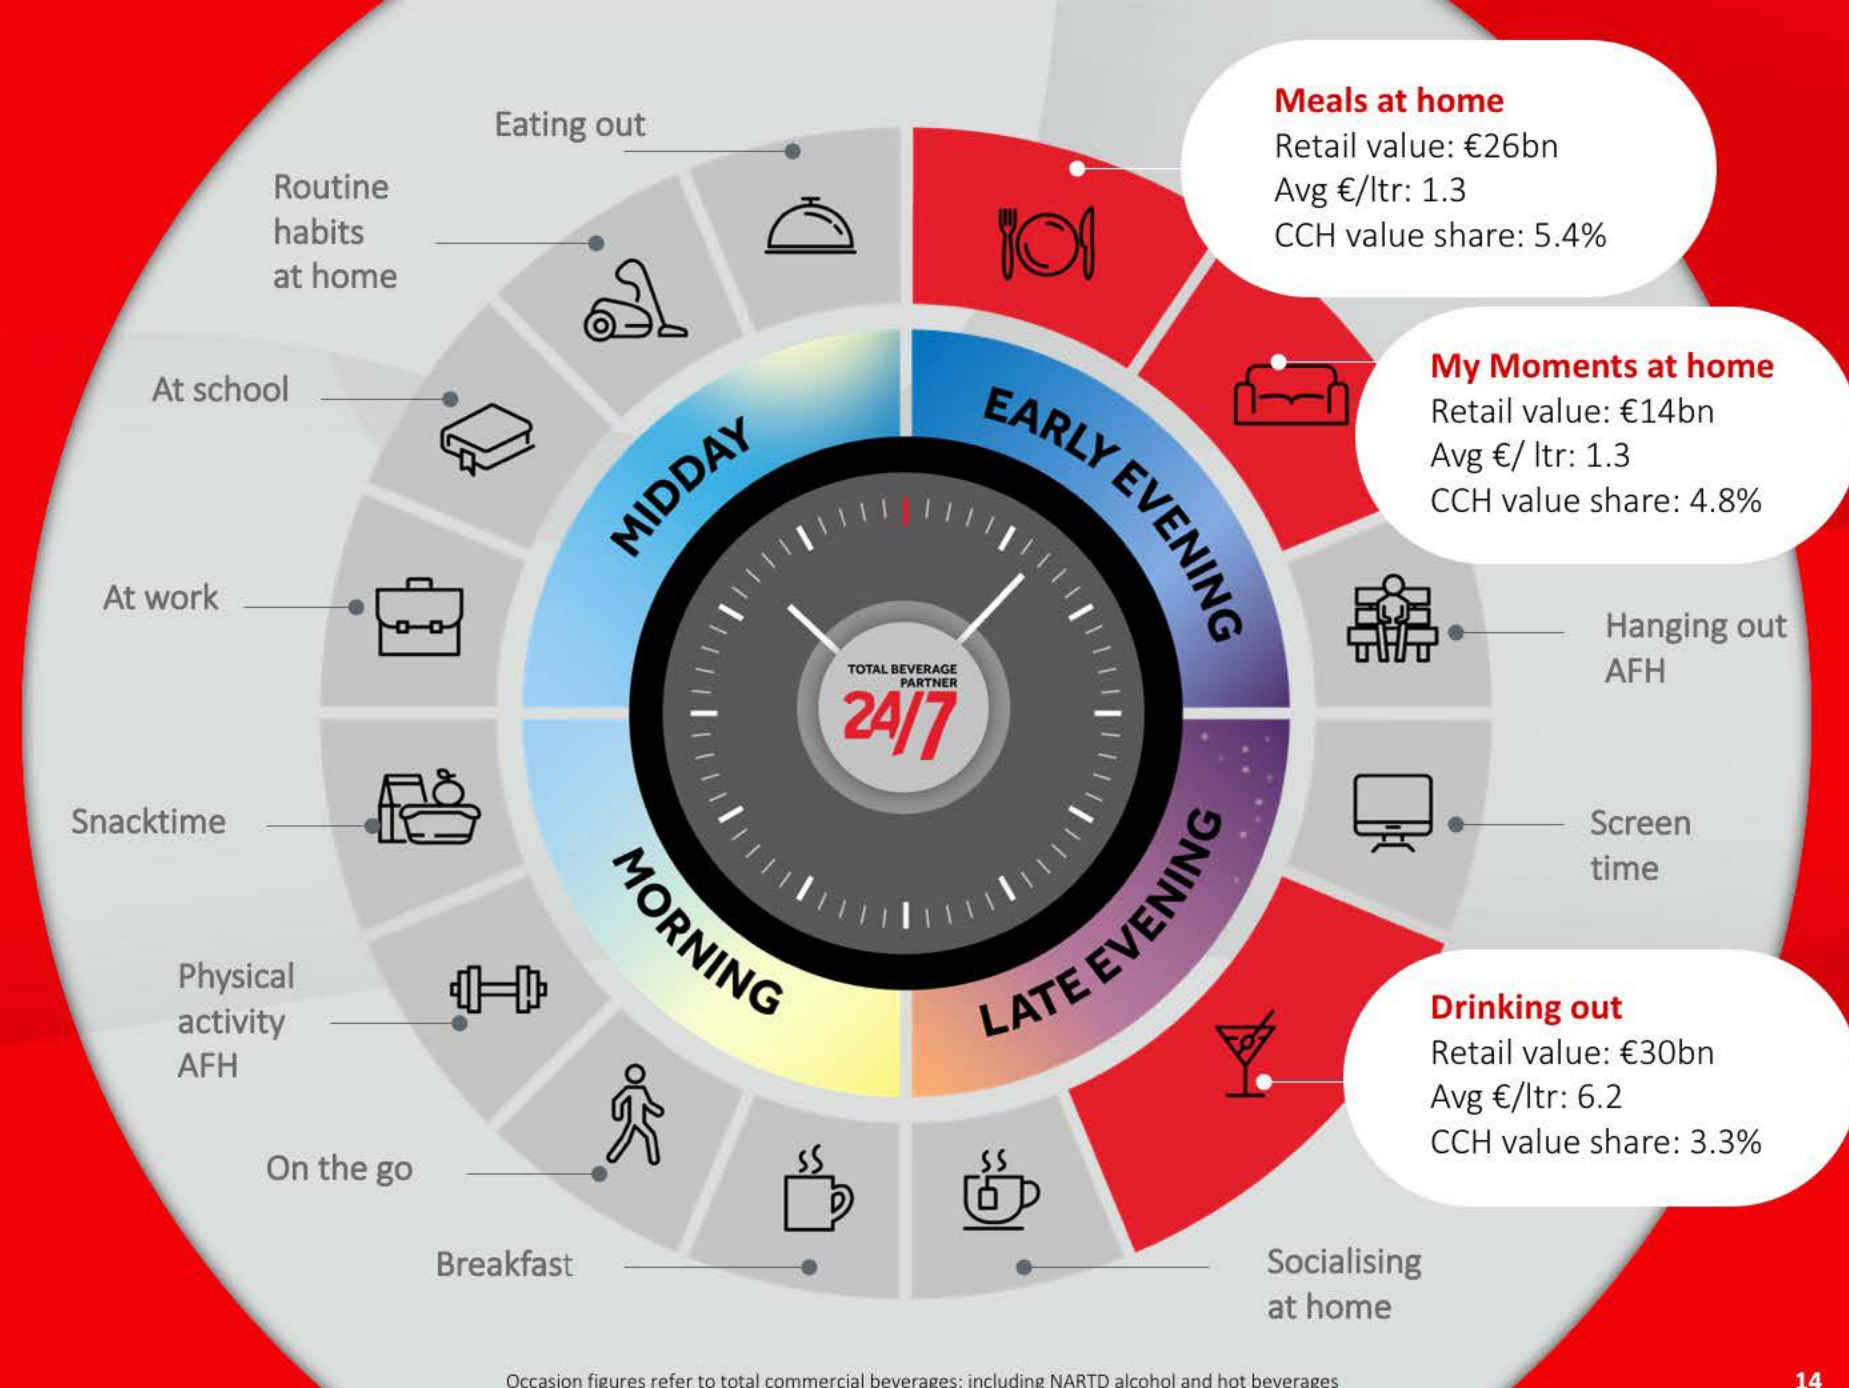 Meals at home
Retail value: €26bn
Avg €/ltr: 1.3
CCH value share: 5.4%
Eating out
Routine
habits
at home
My Moments at home
Retail value: €14bn
Avg €/ ltr: 1.3
CCH value share: 4.8%
At school
MIDDAY
EARLY EVENING
At work
Hanging out
AFH
TOTAL BEVERAGE
PARTNER
24/7
Snacktime
Screen
time
MORNING
LATE EVENING
Physical
activity
AFH
Drinking out
Retail value: €30bn
Avg €/ltr: 6.2
CCH value share: 3.3%
On the go
Breakfast
Socialising
at home
Occasion figures refer to total commercial beverages; including NARTD alcohol and hot beverages
14